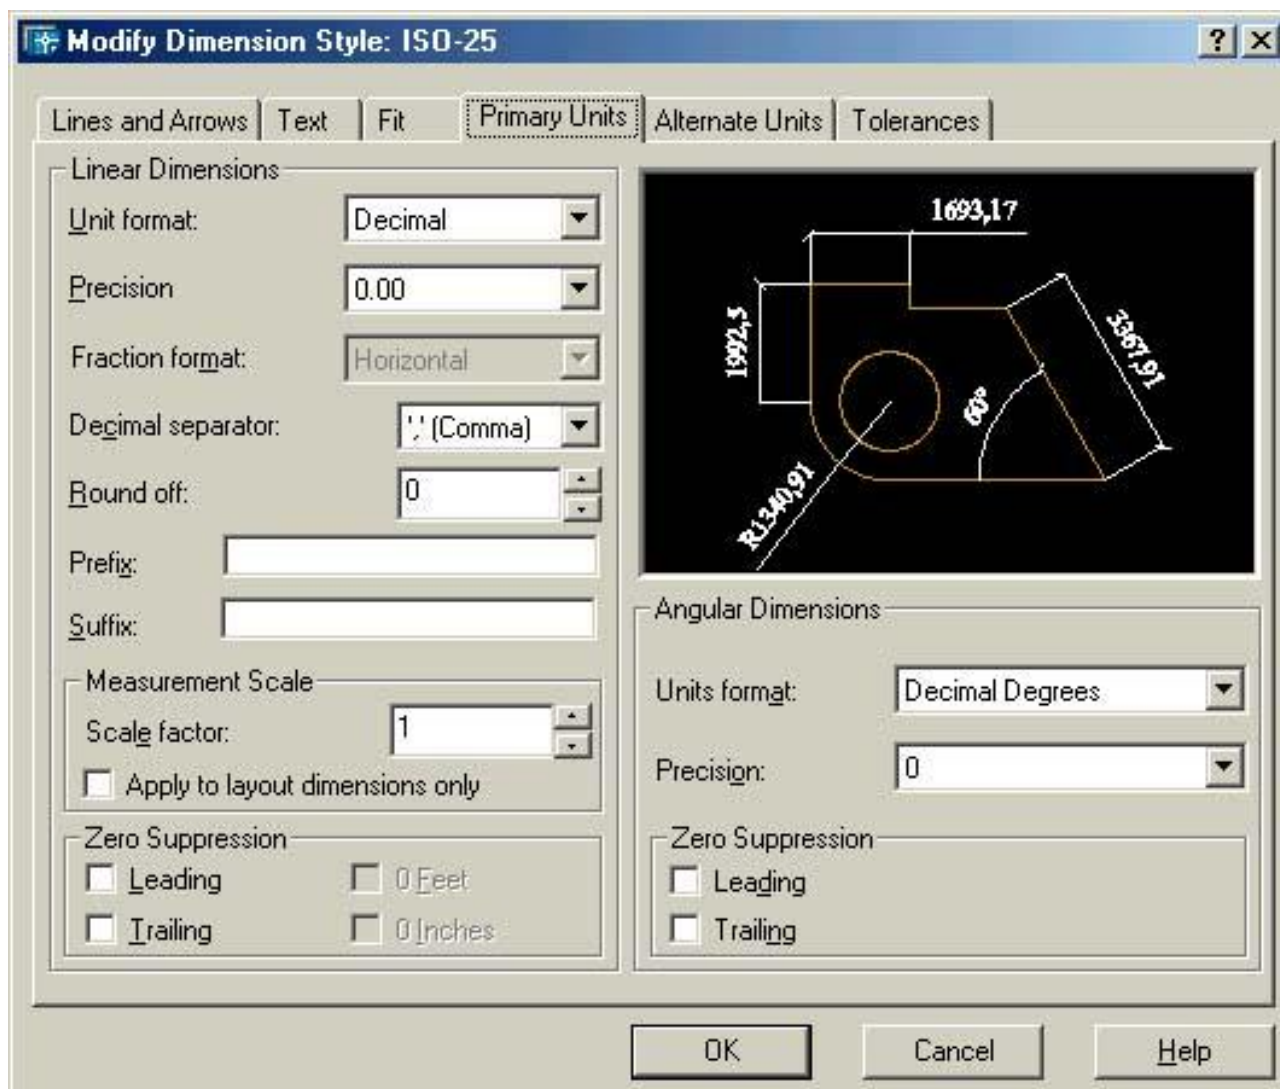 Modify Dimension Style: ISO-25
Lines and Arrows Text Fit Primary Units Alternate Units Tolerances
Linear Dimensions
Unit format: Decimal
Precision 0.00
Fraction format: Horizontal
Decimal separator: ',' (Comma)
Round off: 0
Prefix:
Suffix:
Measurement Scale
Scale factor: 1
Apply to layout dimensions only
Zero Suppression
Leading 0 Feet
Trailing 0 Inches
1693,17
1992,5
3367,91
60°
R1340,91
Angular Dimensions
Units format: Decimal Degrees
Precision: 0
Zero Suppression
Leading
Trailing
OK Cancel Help